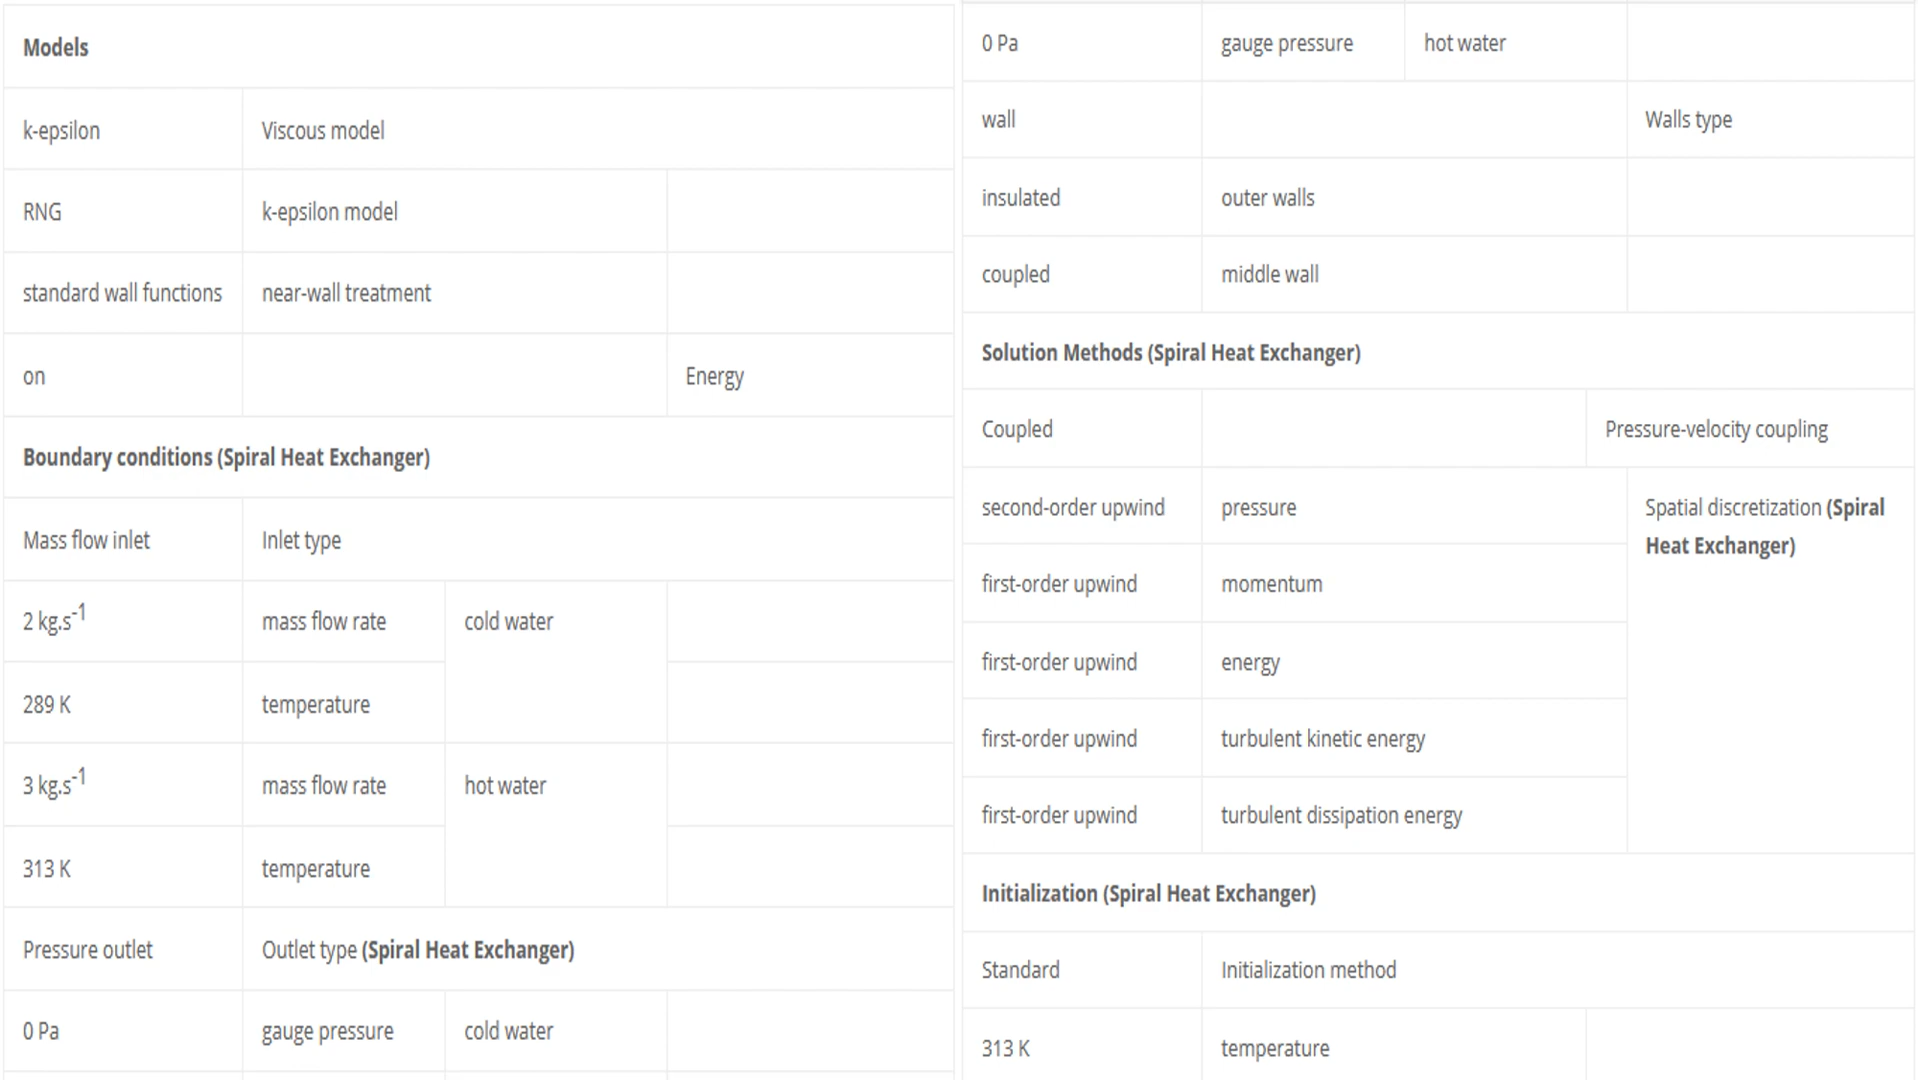 Models
k-epsilon Viscous model
RNG k-epsilon model
standard wall functions near-wall treatment
on Energy
Boundary conditions (Spiral Heat Exchanger)
Mass flow inlet Inlet type
2 kg.s-1 mass flow rate cold water
289 K temperature
3 kg.s-1 mass flow rate hot water
313 K temperature
Pressure outlet Outlet type (Spiral Heat Exchanger)
0 Pa gauge pressure cold water
0 Pa gauge pressure hot water
wall Walls type
insulated outer walls
coupled middle wall
Solution Methods (Spiral Heat Exchanger)
Coupled Pressure-velocity coupling
second-order upwind pressure Spatial discretization (Spiral
Heat Exchanger)
first-order upwind momentum
first-order upwind energy
first-order upwind turbulent kinetic energy
first-order upwind turbulent dissipation energy
Initialization (Spiral Heat Exchanger)
Standard Initialization method
313 K temperature